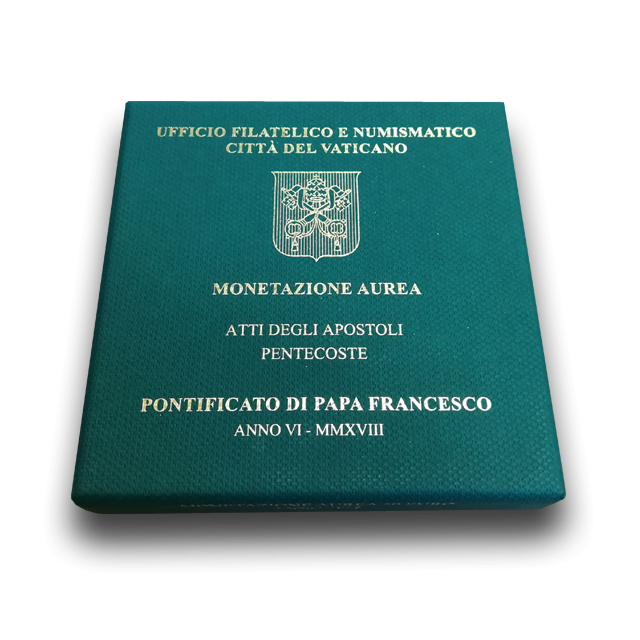 UFFICIO FILATELICO E NUMISMATICO
CITTÀ DEL VATICANO
MONETAZIONE AUREA
ATTI DEGLI APOSTOLI
PENTECOSTE
PONTIFICATO DI PAPA FRANCESCO
ANNO VI - MMXVIII